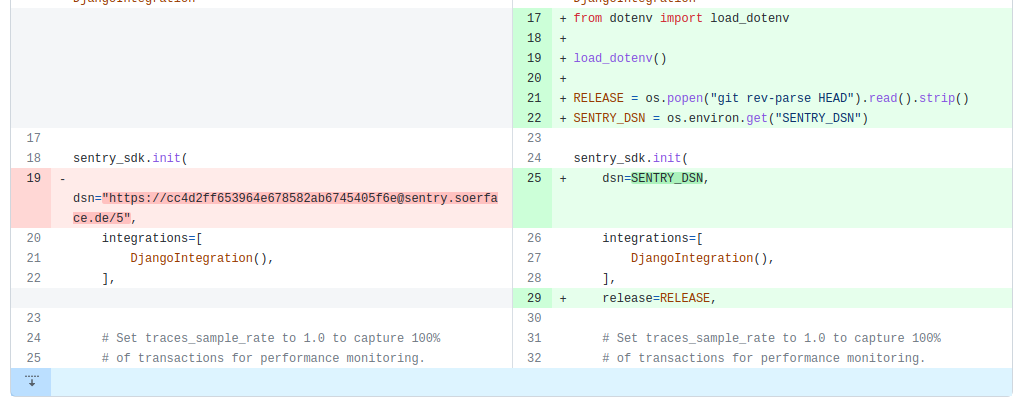 DjangoIntegration DjangoIntegration
17 + from dotenv import load_dotenv
18 +
19 + load_dotenv()
20 +
21 + RELEASE = os.popen("git rev-parse HEAD").read().strip()
22 + SENTRY_DSN = os.environ.get("SENTRY_DSN")
17 23
18 sentry_sdk.init( 24 sentry_sdk.init(
19 - 25 + dsn=SENTRY_DSN,
dsn="https://cc4d2ff653964e678582ab6745405f6e@sentry.soerfa
ce.de/5",
20 integrations=[ 26 integrations=[
21 DjangoIntegration(), 27 DjangoIntegration(),
22 ], 28 ],
29 + release=RELEASE,
23 30
24 # Set traces_sample_rate to 1.0 to capture 100% 31 # Set traces_sample_rate to 1.0 to capture 100%
25 # of transactions for performance monitoring. 32 # of transactions for performance monitoring.